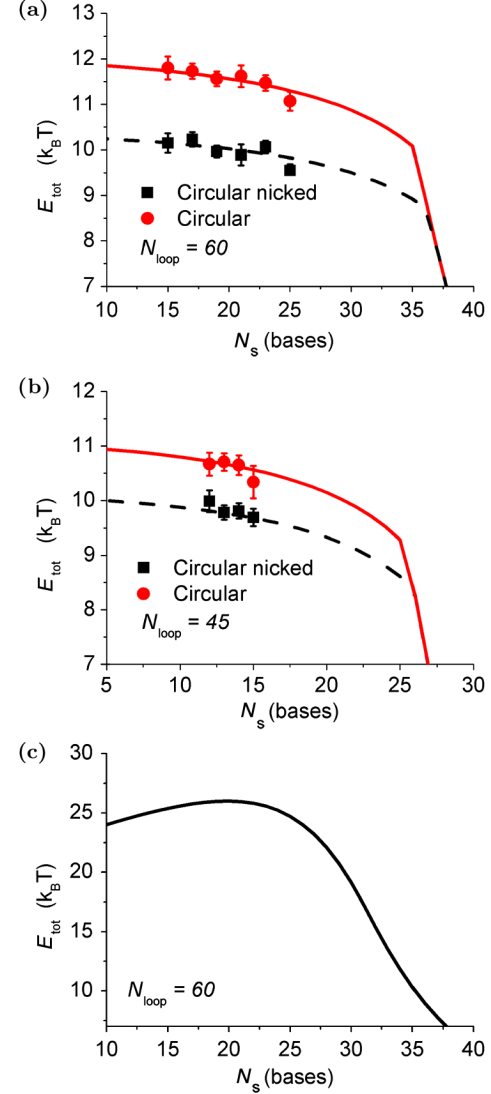 (a)
13
12
11
10
9
8
7
E_tot (k_BT)
Circular nicked
Circular
N_loop = 60
10 15 20 25 30 35 40
N_s (bases)
(b)
12
11
10
9
8
7
E_tot (k_BT)
Circular nicked
Circular
N_loop = 45
5 10 15 20 25 30
N_s (bases)
(c)
30
25
20
15
10
E_tot (k_BT)
N_loop = 60
10 15 20 25 30 35 40
N_s (bases)